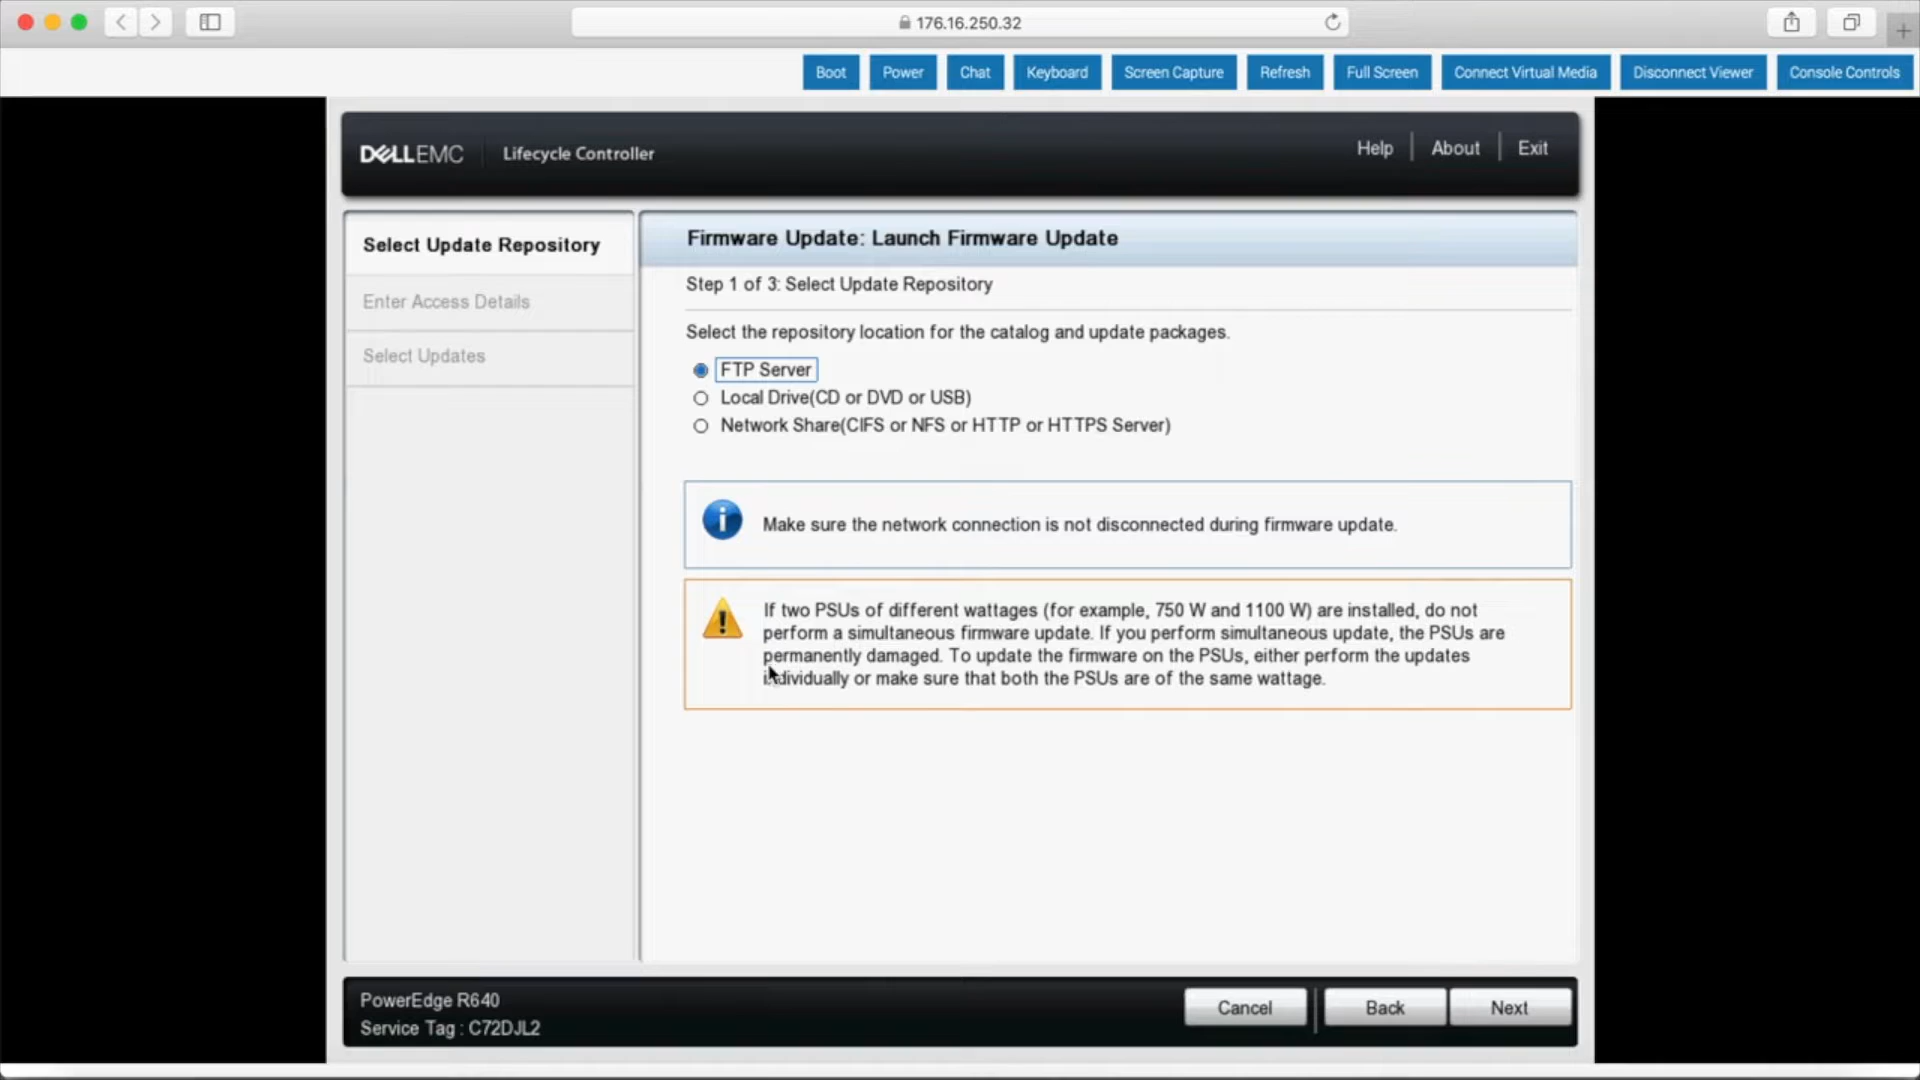 176.16.250.32
Boot
Power
Chat
Keyboard
Screen Capture
Refresh
Full Screen
Connect Virtual Media
Disconnect Viewer
Console Controls
DELLEMC
Lifecycle Controller
Help
About
Exit
Select Update Repository
Enter Access Details
Select Updates
Firmware Update: Launch Firmware Update
Step 1 of 3: Select Update Repository
Select the repository location for the catalog and update packages.
FTP Server
Local Drive(CD or DVD or USB)
Network Share(CIFS or NFS or HTTP or HTTPS Server)
Make sure the network connection is not disconnected during firmware update.
If two PSUs of different wattages (for example, 750 W and 1100 W) are installed, do not
perform a simultaneous firmware update. If you perform simultaneous update, the PSUs are
permanently damaged. To update the firmware on the PSUs, either perform the updates
individually or make sure that both the PSUs are of the same wattage.
PowerEdge R640
Service Tag : C72DJL2
Cancel
Back
Next